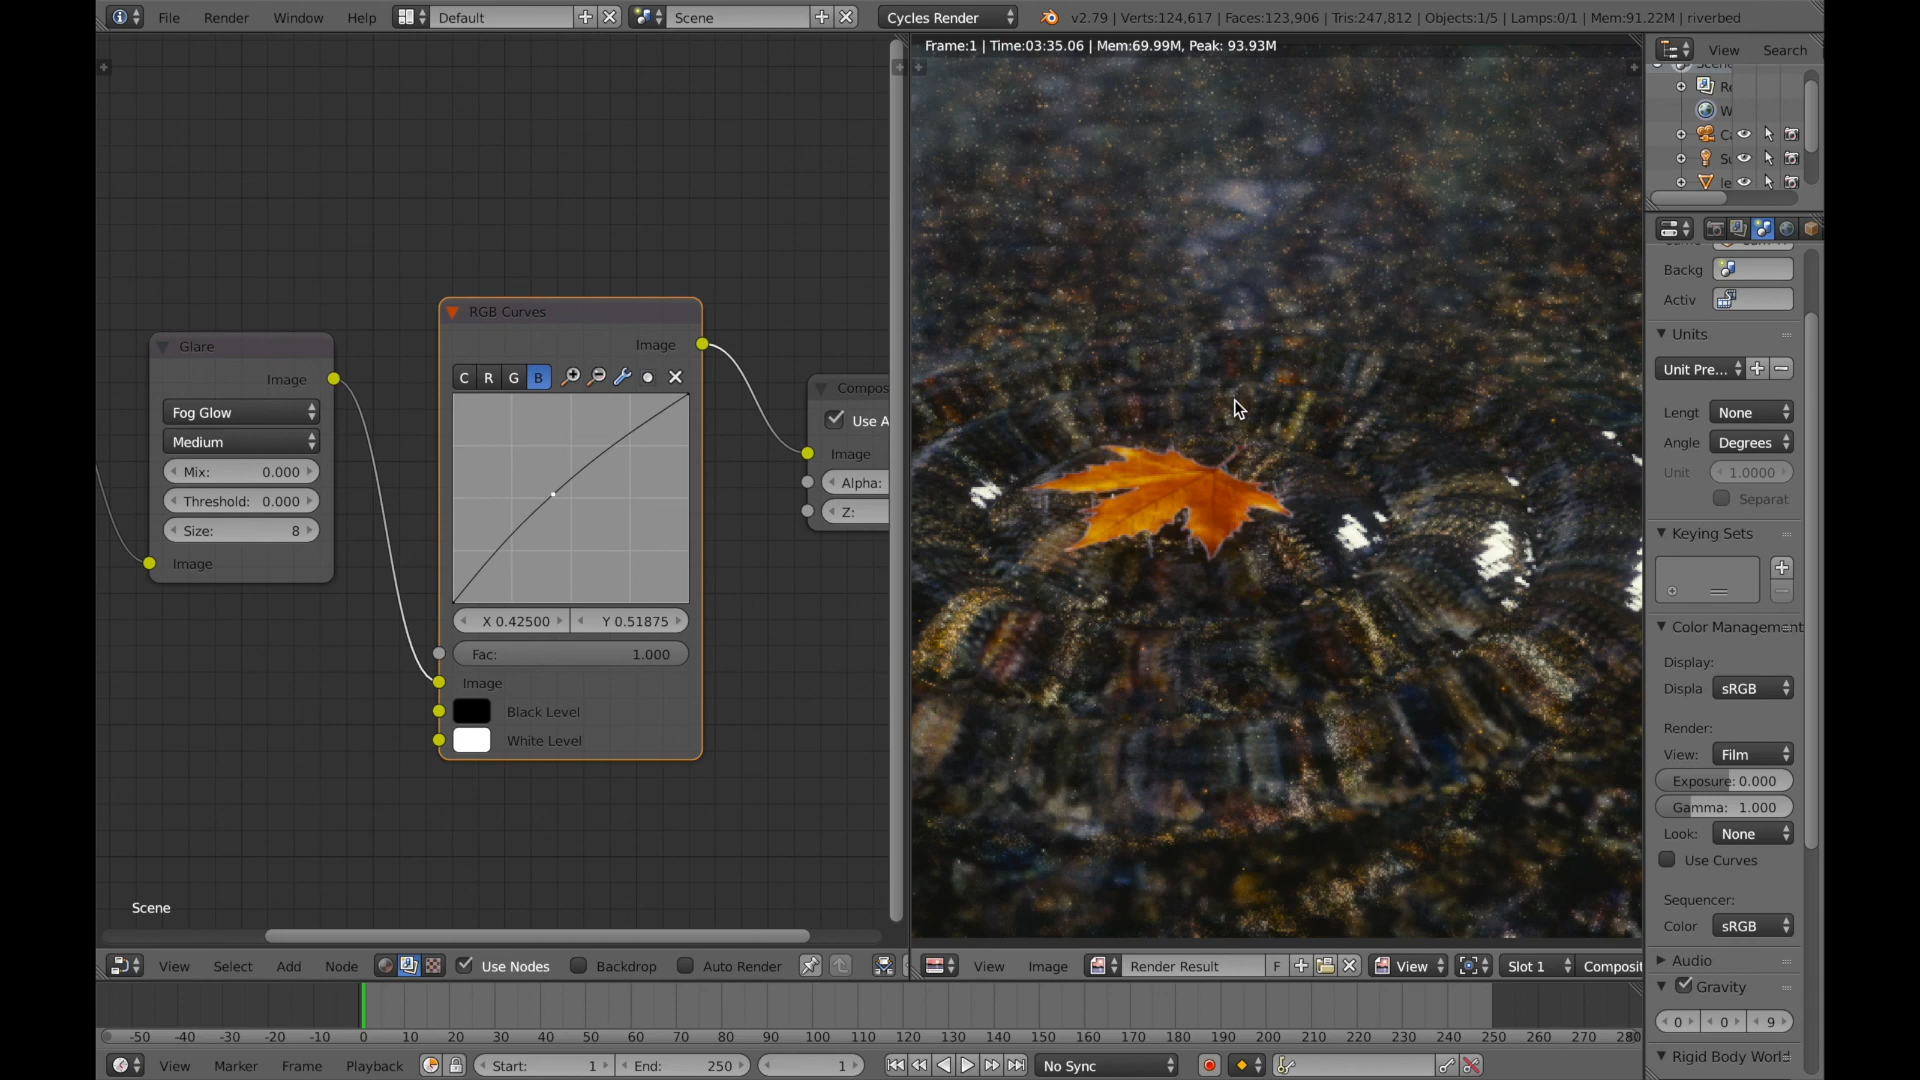 File Render Window Help Default Scene Cycles Render v2.79 | Verts:124,617 | Faces:123,906 | Tris:247,812 | Objects:1/5 | Lamps:0/1 | Mem:91.22M | riverbed
Frame:1 | Time:03:35.06 | Mem:69.99M, Peak: 93.93M
View Search
Glare
Image
Fog Glow
Medium
Mix: 0.000
Threshold: 0.000
Size: 8
Image
RGB Curves
Image
C R G B
X 0.42500 Y 0.51875
Fac: 1.000
Image
Black Level
White Level
Compos
Use A
Image
Alpha:
Z:
Scene
Re
W
Ca
Su
le
Backg
Activ
Units
Unit Pre...
Lengt None
Angle Degrees
Unit 1.0000
Separat
Keying Sets
Color Management
Display:
Displa sRGB
Render:
View: Film
Exposure: 0.000
Gamma: 1.000
Look: None
Use Curves
Sequencer:
Color sRGB
Audio
Gravity
0 0 9
Rigid Body World
View Select Add Node Use Nodes Backdrop Auto Render
View Image Render Result F View Slot 1 Composit
-50 -40 -30 -20 -10 0 10 20 30 40 50 60 70 80 90 100 110 120 130 140 150 160 170 180 190 200 210 220 230 240 250 260 270 280
View Marker Frame Playback Start: 1 End: 250 1 No Sync